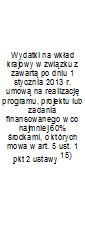 Wydatki na wkład
krajowy w związku z
zawartą po dniu 1
stycznia 2013 r.
umową na realizację
programu, projektu lub
zadania
finansowanego w co
najmniej 60%
środkami, o których
mowa w art. 5 ust. 1
pkt 2 ustawy 15)